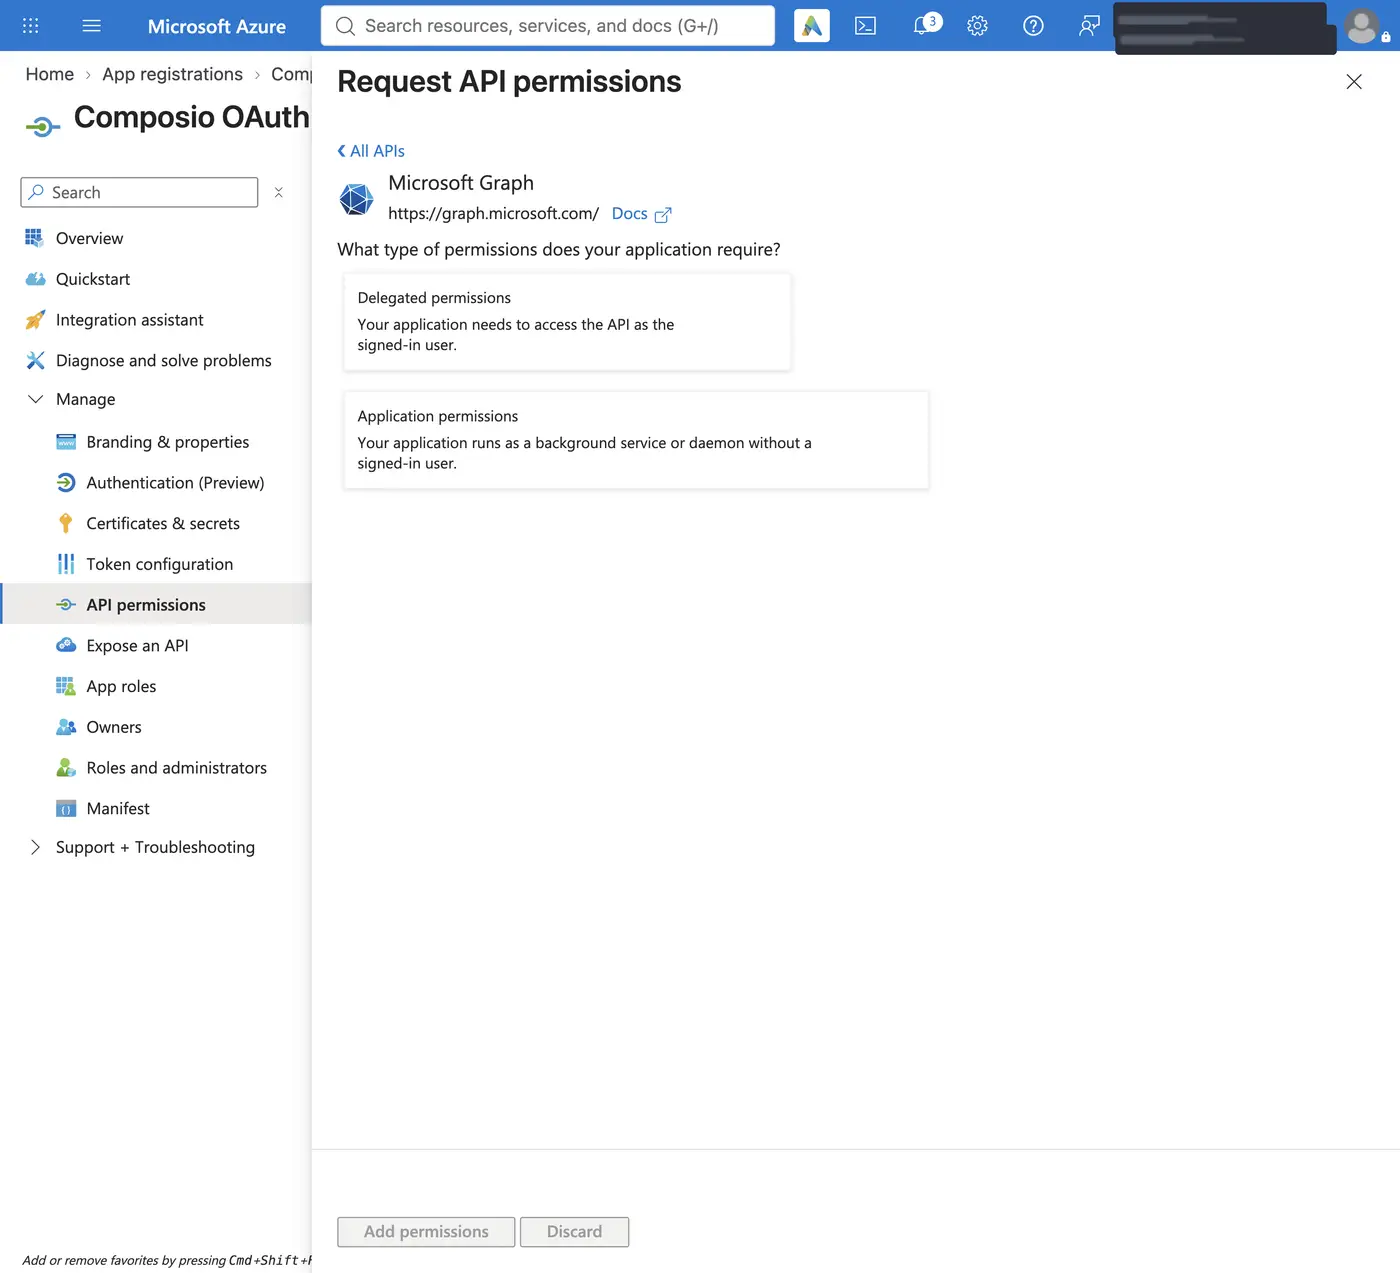 Microsoft Azure
Search resources, services, and docs (G+/)
3
Home › App registrations ›
Request API permissions
Composio OAuth
‹ All APIs
Microsoft Graph
https://graph.microsoft.com/ Docs
What type of permissions does your application require?
Delegated permissions
Your application needs to access the API as the
signed-in user.
Application permissions
Your application runs as a background service or daemon without a
signed-in user.
Search
Overview
Quickstart
Integration assistant
Diagnose and solve problems
Manage
Branding & properties
Authentication (Preview)
Certificates & secrets
Token configuration
API permissions
Expose an API
App roles
Owners
Roles and administrators
Manifest
Support + Troubleshooting
Add permissions
Discard
Add or remove favorites by pressing Cmd+Shift+F